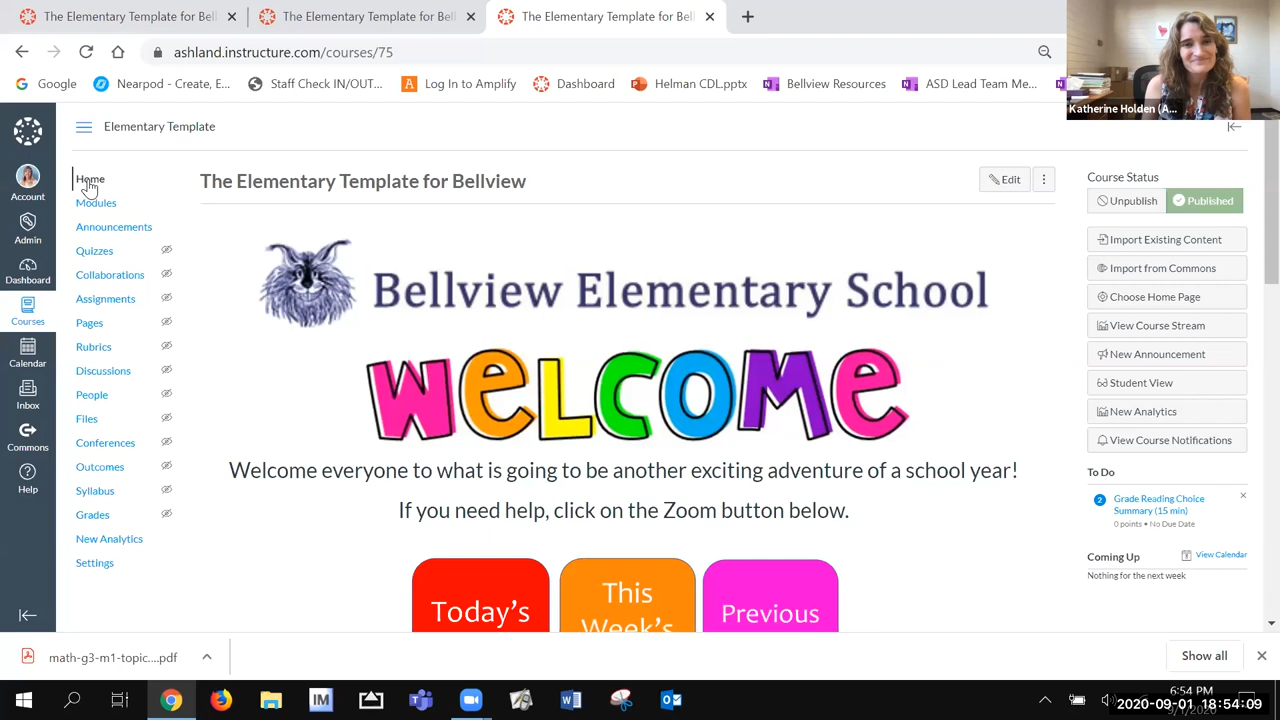 The Elementary Template for Bell
The Elementary Template for Bell
The Elementary Template for Bell
ashland.instructure.com/courses/75
Google
Nearpod - Create, E...
Staff Check IN/OUT
Log In to Amplify
Dashboard
Helman CDL.pptx
Bellview Resources
ASD Lead Team Me...
Katherine Holden (A...
Elementary Template
Account
Admin
Dashboard
Courses
Calendar
Inbox
Commons
Help
Home
Modules
Announcements
Quizzes
Collaborations
Assignments
Pages
Rubrics
Discussions
People
Files
Conferences
Outcomes
Syllabus
Grades
New Analytics
Settings
The Elementary Template for Bellview
Edit
Bellview Elementary School
WeLCOMe
Welcome everyone to what is going to be another exciting adventure of a school year!
If you need help, click on the Zoom button below.
Today's
This
Week's
Previous
Course Status
Unpublish
Published
Import Existing Content
Import from Commons
Choose Home Page
View Course Stream
New Announcement
Student View
New Analytics
View Course Notifications
To Do
2
Grade Reading Choice
Summary (15 min)
0 points • No Due Date
Coming Up
View Calendar
Nothing for the next week
math-g3-m1-topic....pdf
Show all
IM
6:54 PM
2020-09-01 18:54:09